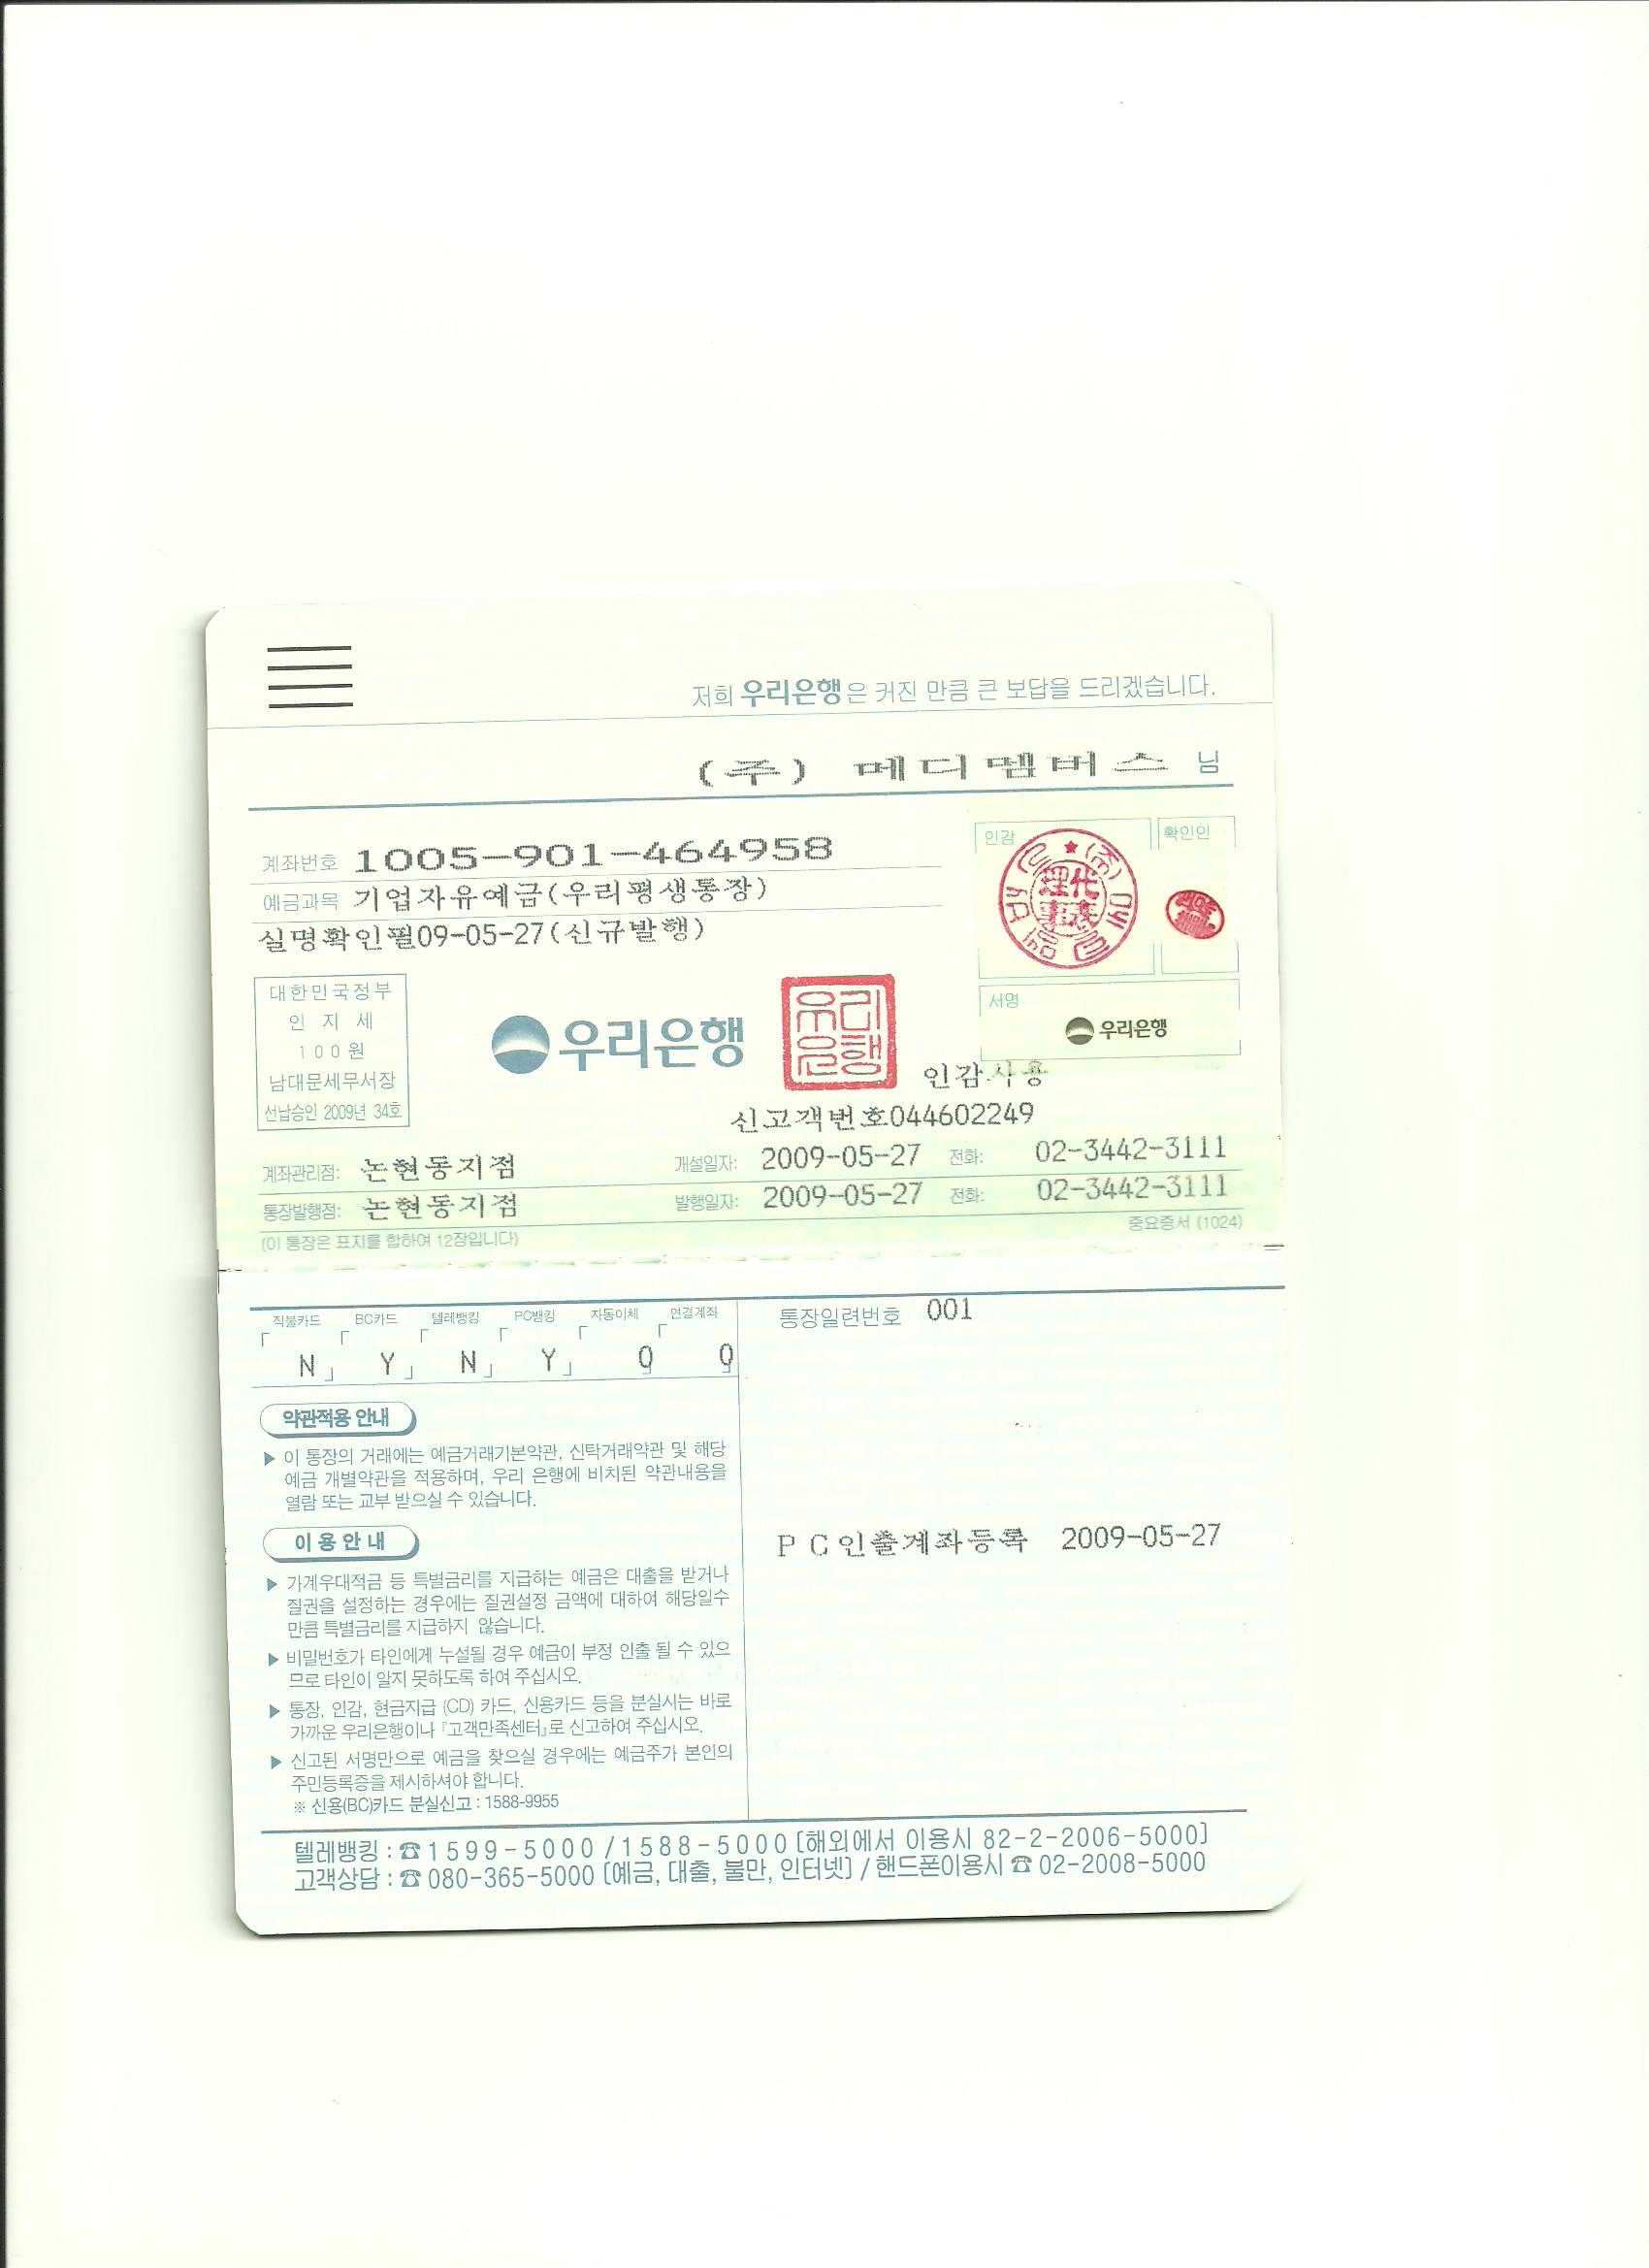 저희 우리은행은 커진 만큼 큰 보답을 드리겠습니다.
(주) 메디멤버스 님
계좌번호 1005-901-464958
예금과목 기업자유예금(우리평생통장)
실명확인필09-05-27(신규발행)
인감 확인인
代表理事
서명
우리은행
대한민국정부
인 지 세
100원
남대문세무서장
선납승인 2009년 34호
우리은행
우리은행
인감사용
신고객번호044602249
계좌관리점: 논현동지점 개설일자: 2009-05-27 전화: 02-3442-3111
통장발행점: 논현동지점 발행일자: 2009-05-27 전화: 02-3442-3111
(이 통장은 표지를 합하여 12장입니다) 중요증서 (1024)
직불카드 BC카드 텔레뱅킹 PC뱅킹 자동이체 연결계좌
N Y N Y 0 0
통장일련번호 001
약관적용 안내
▶ 이 통장의 거래에는 예금거래기본약관, 신탁거래약관 및 해당
예금 개별약관을 적용하며, 우리 은행에 비치된 약관내용을
열람 또는 교부 받으실 수 있습니다.
이 용 안 내
PC인출계좌등록 2009-05-27
▶ 가계우대적금 등 특별금리를 지급하는 예금은 대출을 받거나
질권을 설정하는 경우에는 질권설정 금액에 대하여 해당일수
만큼 특별금리를 지급하지 않습니다.
▶ 비밀번호가 타인에게 누설될 경우 예금이 부정 인출 될 수 있으
므로 타인이 알지 못하도록 하여 주십시오.
▶ 통장, 인감, 현금지급 (CD) 카드, 신용카드 등을 분실시는 바로
가까운 우리은행이나 『고객만족센터』로 신고하여 주십시오.
▶ 신고된 서명만으로 예금을 찾으실 경우에는 예금주가 본인의
주민등록증을 제시하셔야 합니다.
※ 신용(BC)카드 분실신고 : 1588-9955
텔레뱅킹 : ☎ 1599-5000 / 1588-5000 [해외에서 이용시 82-2-2006-5000]
고객상담 : ☎ 080-365-5000 [예금, 대출, 불만, 인터넷] / 핸드폰이용시 ☎ 02-2008-5000